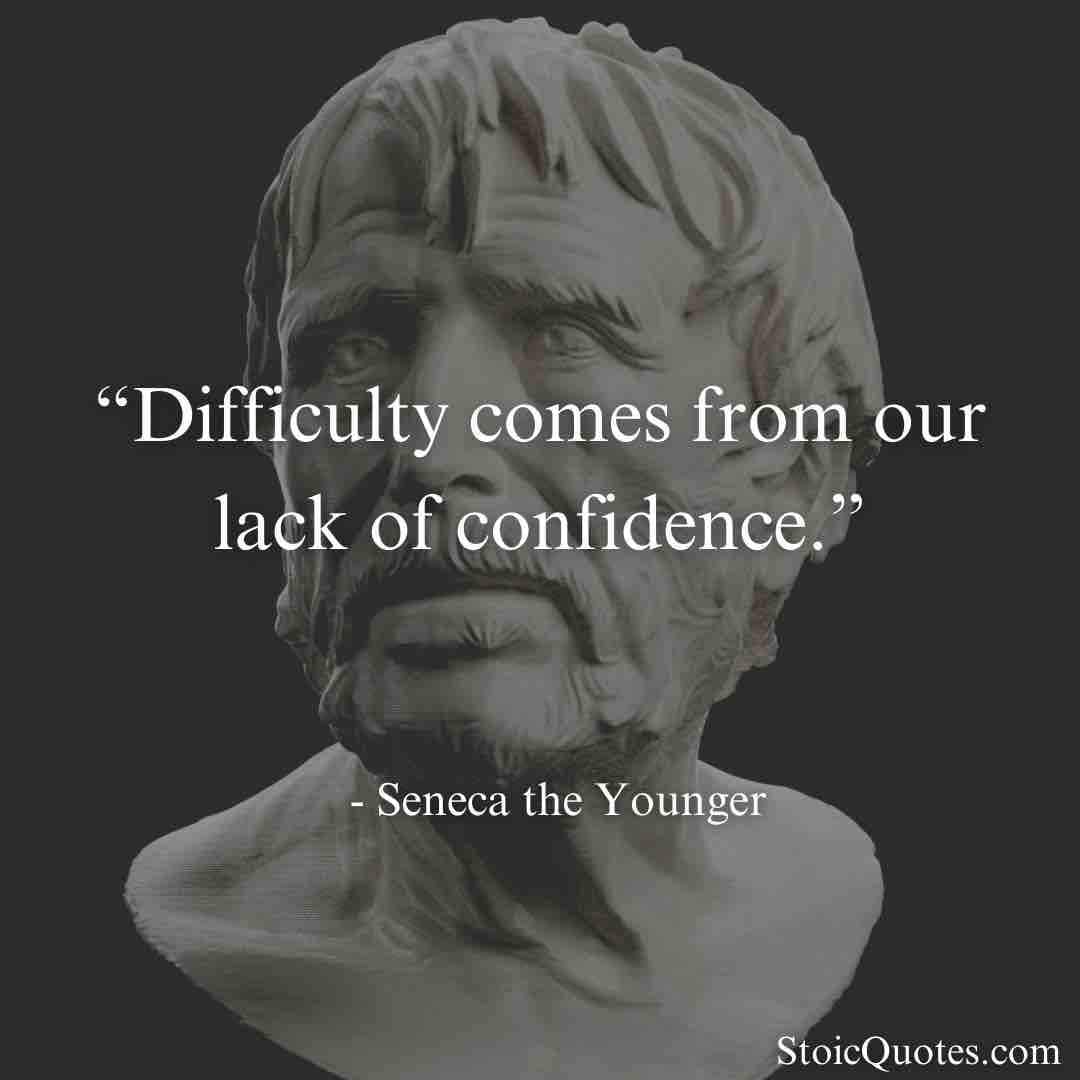 “Difficulty comes from our
lack of confidence.”
- Seneca the Younger
StoicQuotes.com